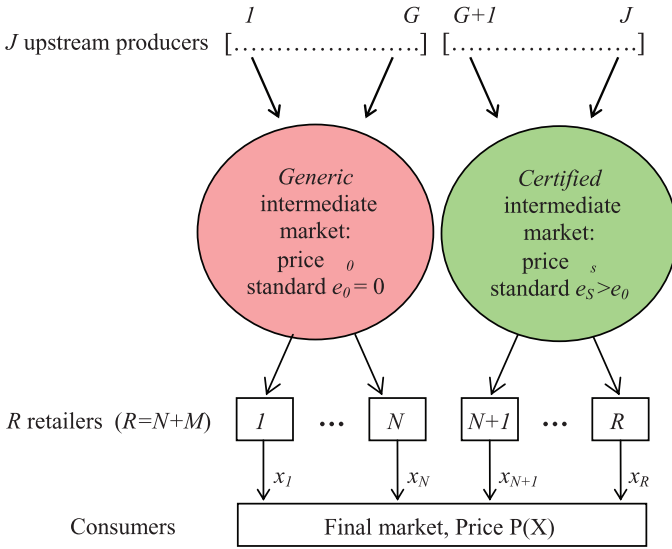 1 G G+1 J
J upstream producers [......................] [......................]
Generic
intermediate
market:
price 0
standard e0 = 0
Certified
intermediate
market:
price s
standard eS>e0
R retailers (R=N+M) 1 ... N N+1 ... R
x1 xN xN+1 xR
Consumers Final market, Price P(X)